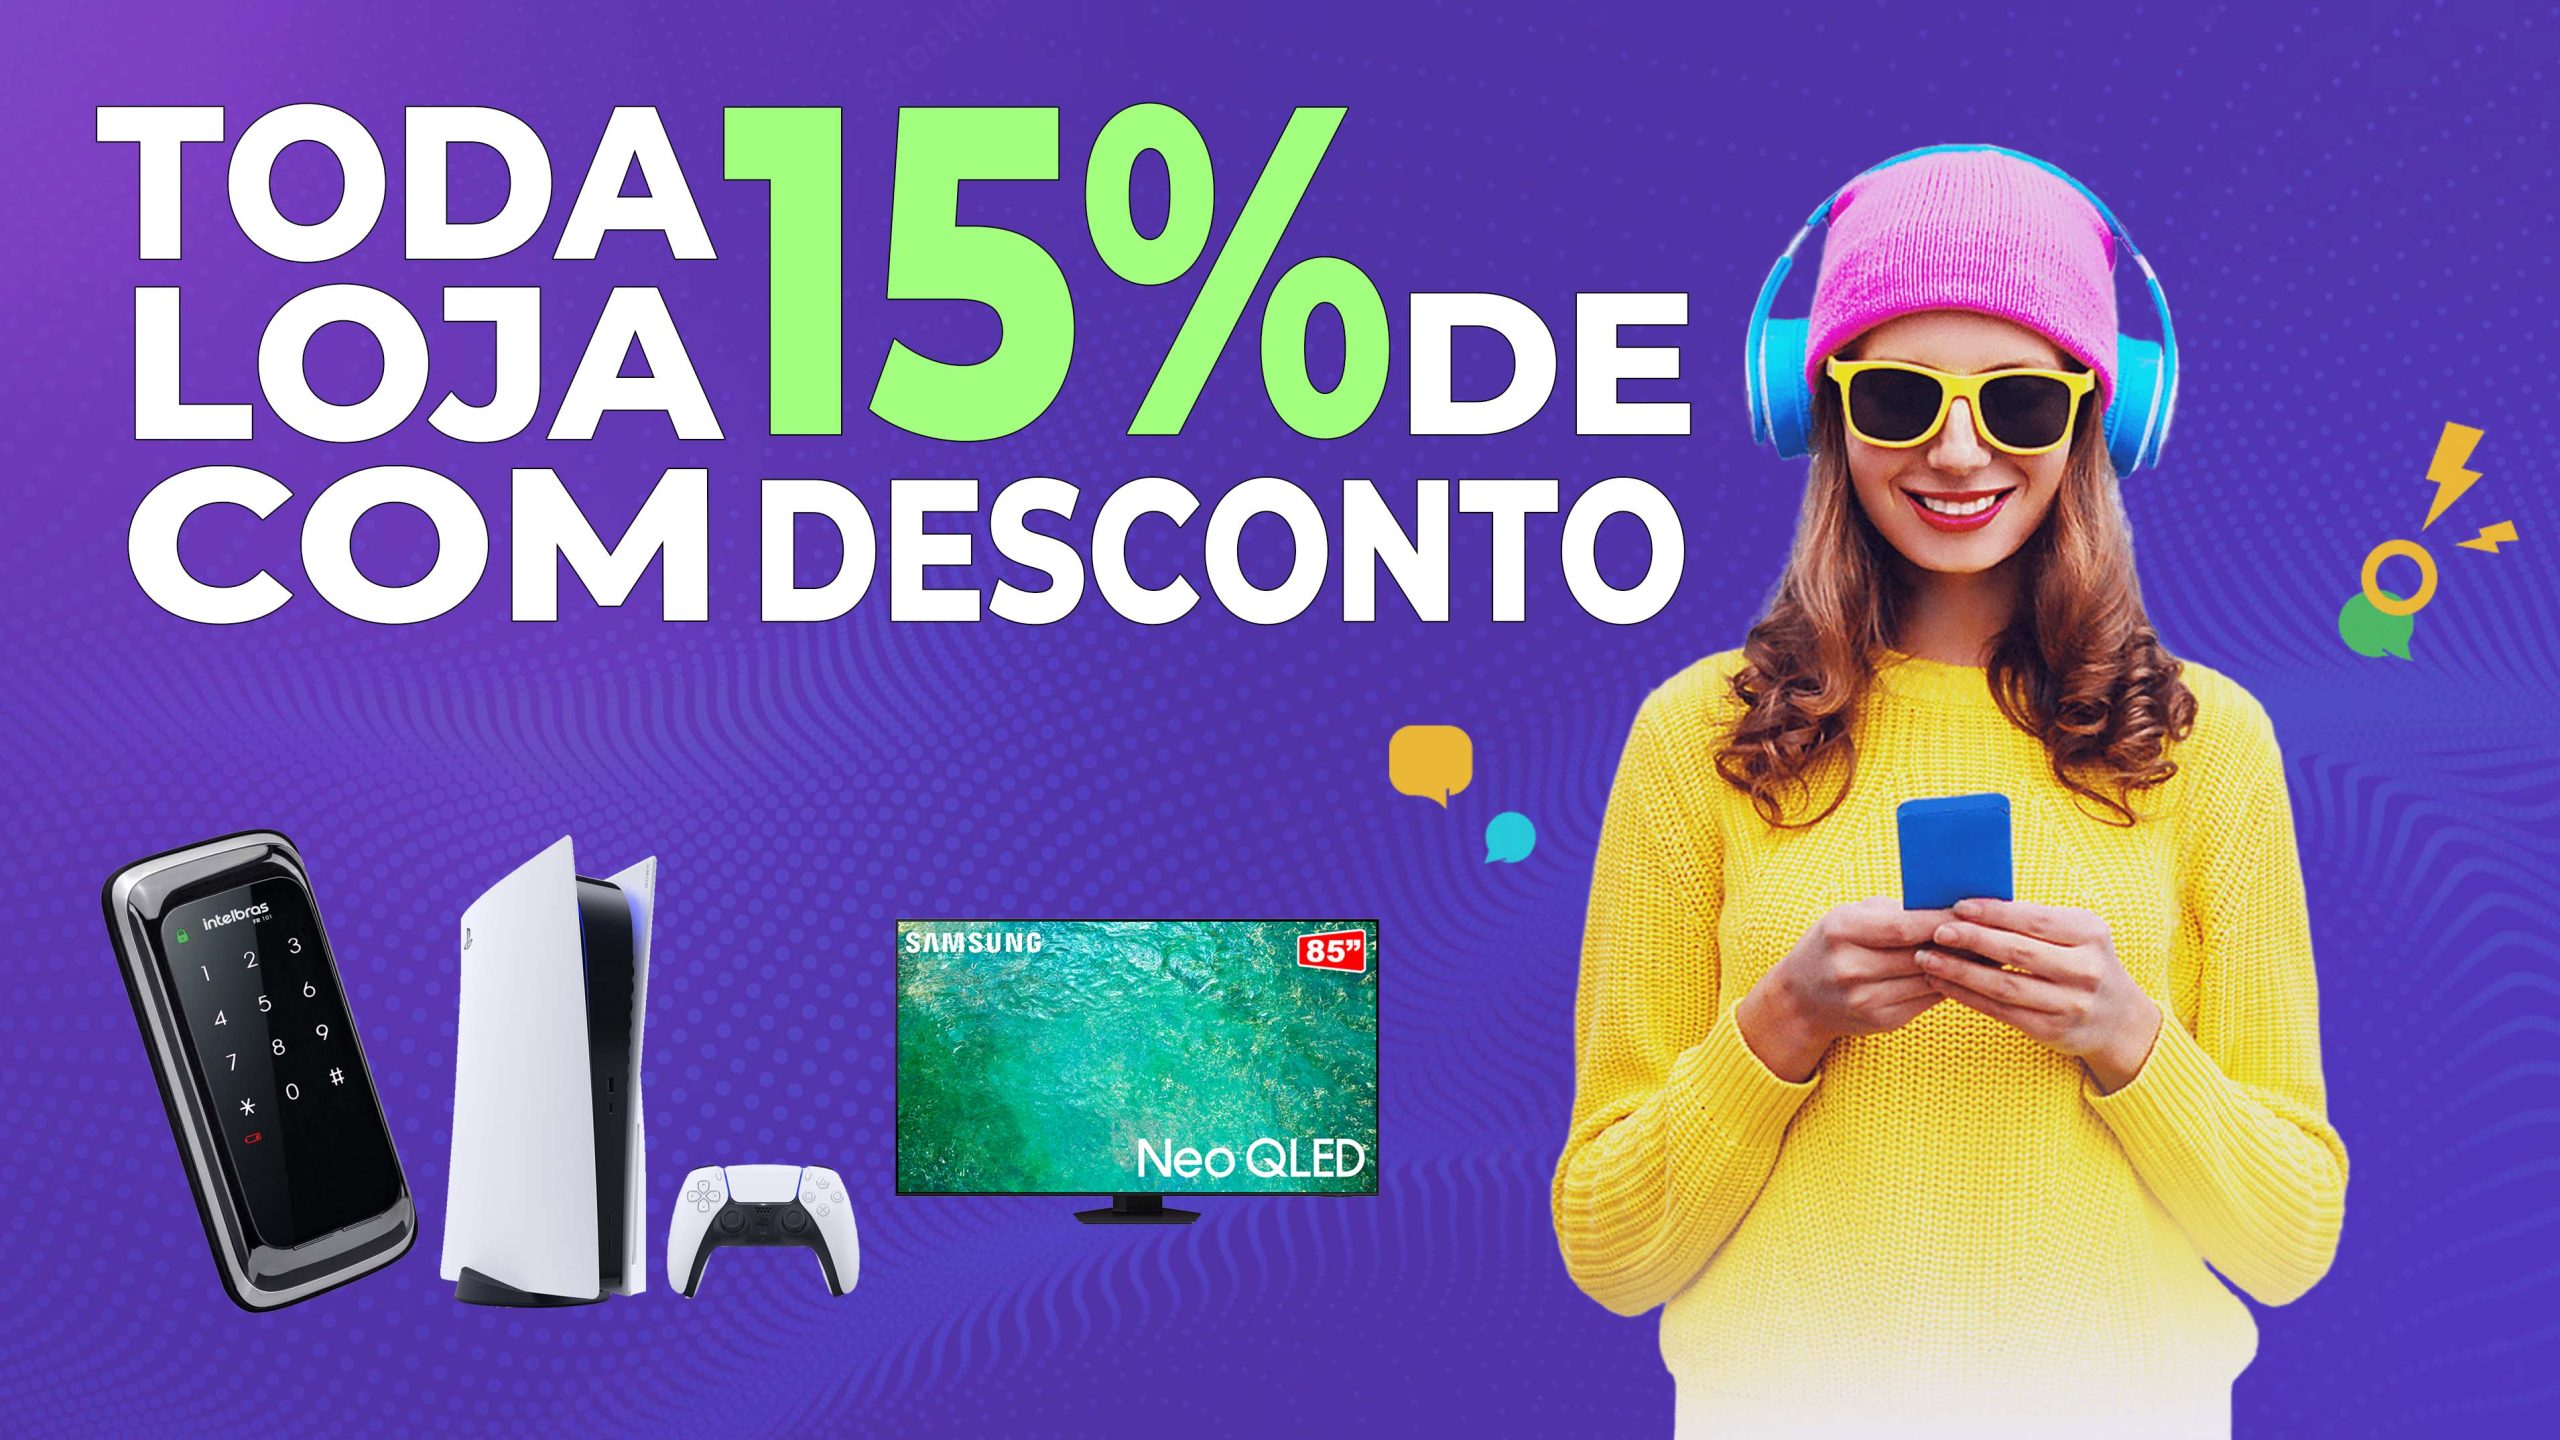 TODA
LOJA
COM
15% DE
DESCONTO
intelbras
FR 101
1 2 3
4 5 6
7 8 9
* 0 #
SAMSUNG
85"
Neo QLED